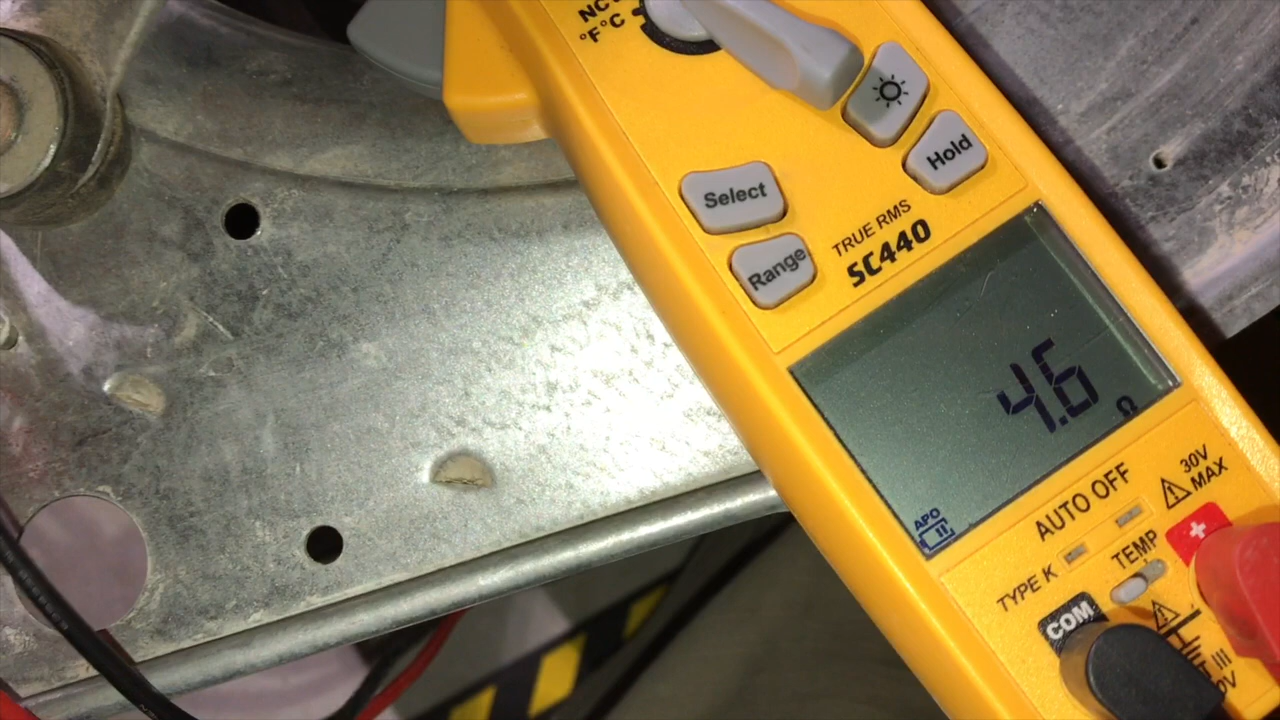 °F°C
Select
Hold
Range
TRUE RMS
SC440
4.6
Ω
APO
AUTO OFF
30V
MAX
TYPE K
TEMP
COM